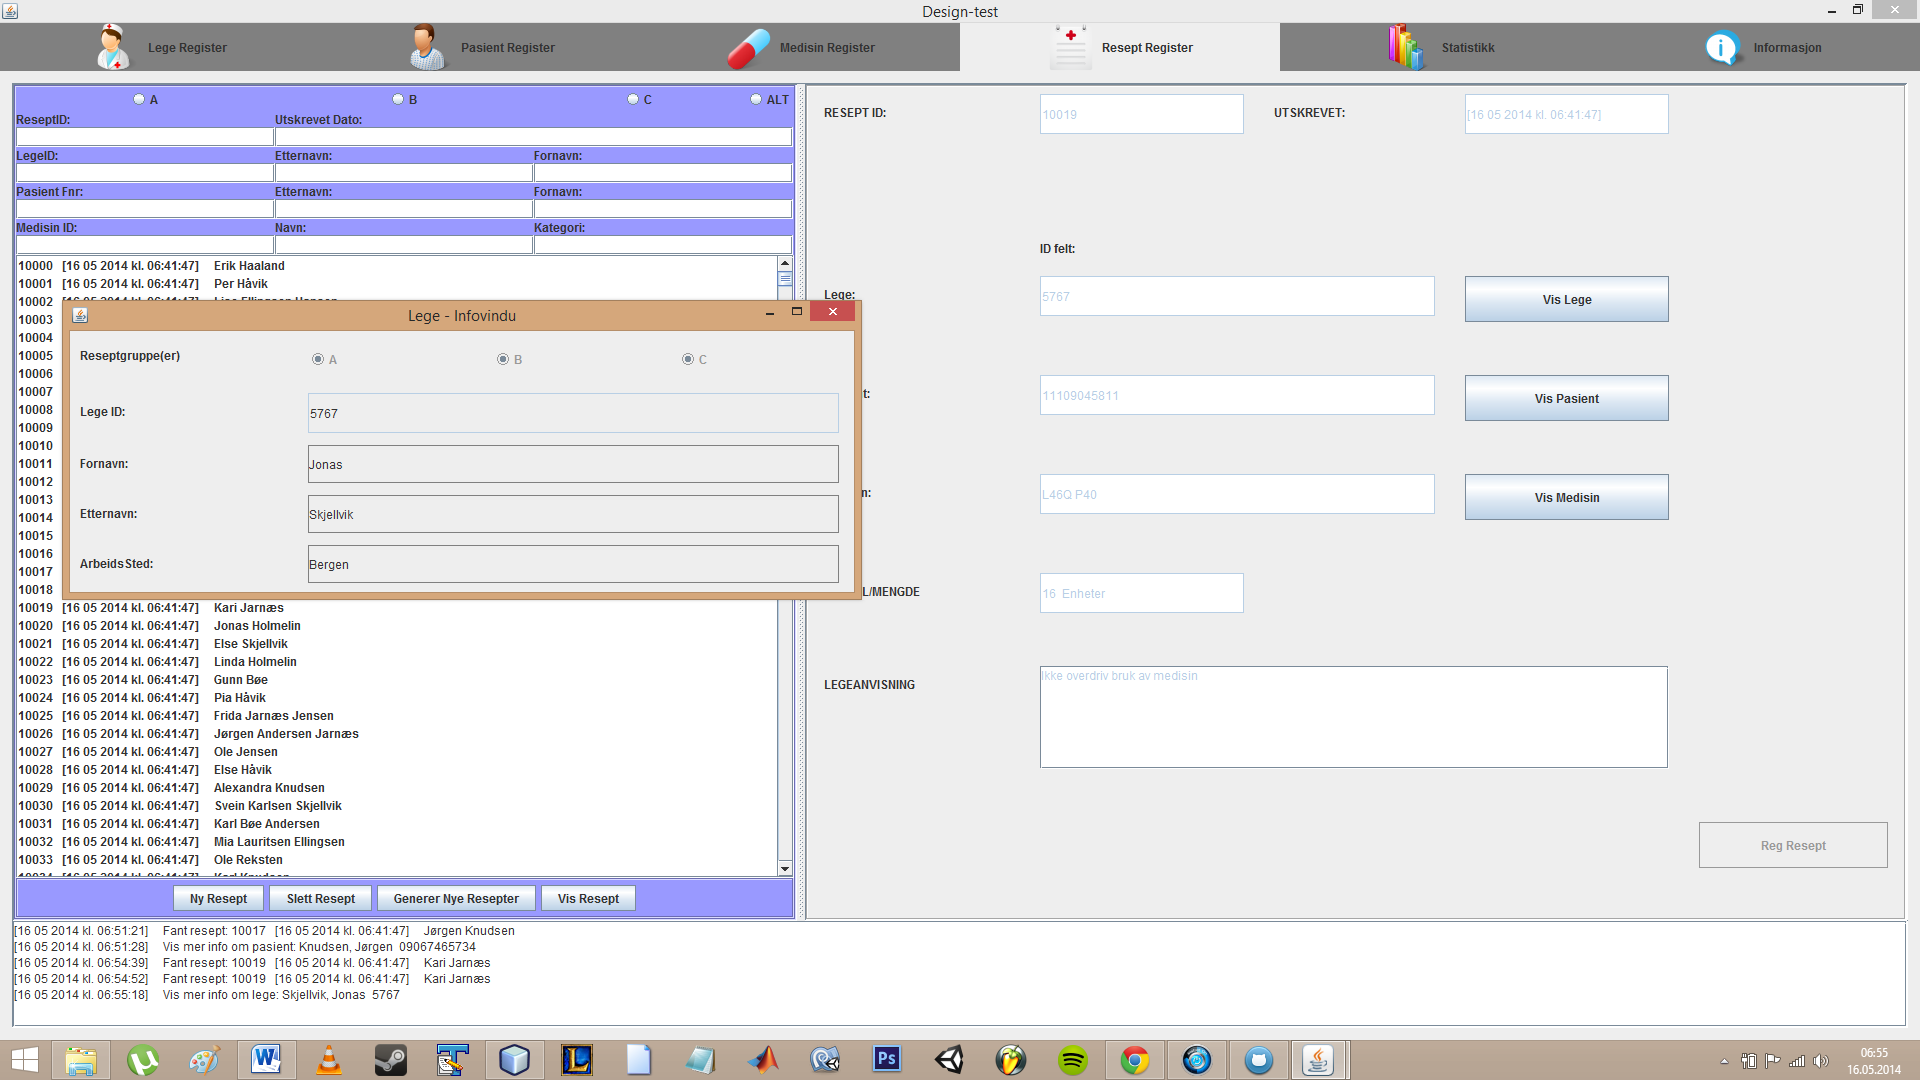 Design-test
Lege Register
Pasient Register
Medisin Register
Resept Register
Statistikk
Informasjon
A B C ALT
ReseptID: Utskrevet Dato:
LegeID: Etternavn: Fornavn:
Pasient Fnr: Etternavn: Fornavn:
Medisin ID: Navn: Kategori:
10000 [16 05 2014 kl. 06:41:47] Erik Haaland
10001 [16 05 2014 kl. 06:41:47] Per Håvik
10002
10003
10004
10005
10006
10007
10008
10009
10010
10011
10012
10013
10014
10015
10016
10017
10018
10019 [16 05 2014 kl. 06:41:47] Kari Jarnæs
10020 [16 05 2014 kl. 06:41:47] Jonas Holmelin
10021 [16 05 2014 kl. 06:41:47] Else Skjellvik
10022 [16 05 2014 kl. 06:41:47] Linda Holmelin
10023 [16 05 2014 kl. 06:41:47] Gunn Bøe
10024 [16 05 2014 kl. 06:41:47] Pia Håvik
10025 [16 05 2014 kl. 06:41:47] Frida Jarnæs Jensen
10026 [16 05 2014 kl. 06:41:47] Jørgen Andersen Jarnæs
10027 [16 05 2014 kl. 06:41:47] Ole Jensen
10028 [16 05 2014 kl. 06:41:47] Else Håvik
10029 [16 05 2014 kl. 06:41:47] Alexandra Knudsen
10030 [16 05 2014 kl. 06:41:47] Svein Karlsen Skjellvik
10031 [16 05 2014 kl. 06:41:47] Karl Bøe Andersen
10032 [16 05 2014 kl. 06:41:47] Mia Lauritsen Ellingsen
10033 [16 05 2014 kl. 06:41:47] Ole Reksten
Ny Resept
Slett Resept
Generer Nye Resepter
Vis Resept
Lege - Infovindu
Reseptgruppe(er) A B C
Lege ID: 5767
Fornavn: Jonas
Etternavn: Skjellvik
ArbeidsSted: Bergen
RESEPT ID: 10019 UTSKREVET: [16 05 2014 kl. 06:41:47]
ID felt:
Lege: 5767 Vis Lege
t: 11109045811 Vis Pasient
n: L46Q P40 Vis Medisin
L/MENGDE 16 Enheter
LEGEANVISNING Ikke overdriv bruk av medisin
Reg Resept
[16 05 2014 kl. 06:51:21] Fant resept: 10017 [16 05 2014 kl. 06:41:47] Jørgen Knudsen
[16 05 2014 kl. 06:51:28] Vis mer info om pasient: Knudsen, Jørgen 09067465734
[16 05 2014 kl. 06:54:39] Fant resept: 10019 [16 05 2014 kl. 06:41:47] Kari Jarnæs
[16 05 2014 kl. 06:54:52] Fant resept: 10019 [16 05 2014 kl. 06:41:47] Kari Jarnæs
[16 05 2014 kl. 06:55:18] Vis mer info om lege: Skjellvik, Jonas 5767
06:55
16.05.2014